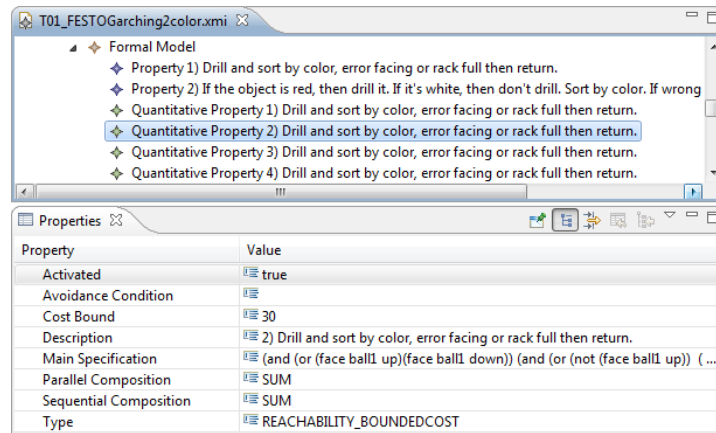 T01_FESTOGarching2color.xmi
Formal Model
Property 1) Drill and sort by color, error facing or rack full then return.
Property 2) If the object is red, then drill it. If it's white, then don't drill. Sort by color. If wrong
Quantitative Property 1) Drill and sort by color, error facing or rack full then return.
Quantitative Property 2) Drill and sort by color, error facing or rack full then return.
Quantitative Property 3) Drill and sort by color, error facing or rack full then return.
Quantitative Property 4) Drill and sort by color, error facing or rack full then return.
Properties
Property Value
Activated true
Avoidance Condition
Cost Bound 30
Description 2) Drill and sort by color, error facing or rack full then return.
Main Specification (and (or (face ball1 up)(face ball1 down)) (and (or (not (face ball1 up)) ( ...
Parallel Composition SUM
Sequential Composition SUM
Type REACHABILITY_BOUNDEDCOST